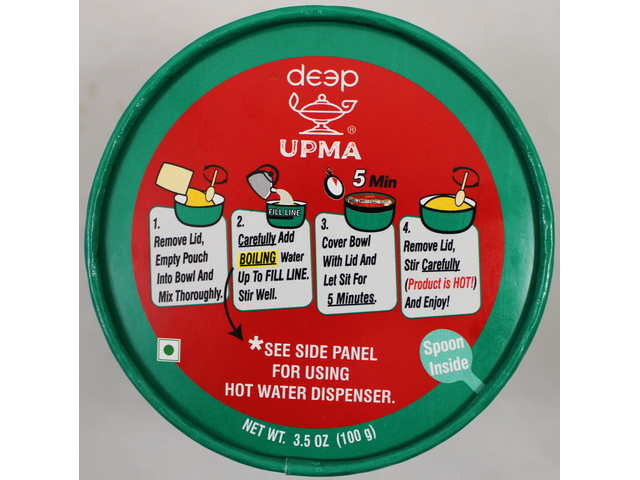 deep
®
UPMA
5 Min
FILL LINE
1.
Remove Lid,
Empty Pouch
Into Bowl And
Mix Thoroughly.
2.
Carefully Add
BOILING Water
Up To FILL LINE.
Stir Well.
3.
Cover Bowl
With Lid And
Let Sit For
5 Minutes.
4.
Remove Lid,
Stir Carefully
(Product is HOT!)
And Enjoy!
*SEE SIDE PANEL
FOR USING
HOT WATER DISPENSER.
Spoon
Inside
NET WT. 3.5 OZ (100 g)